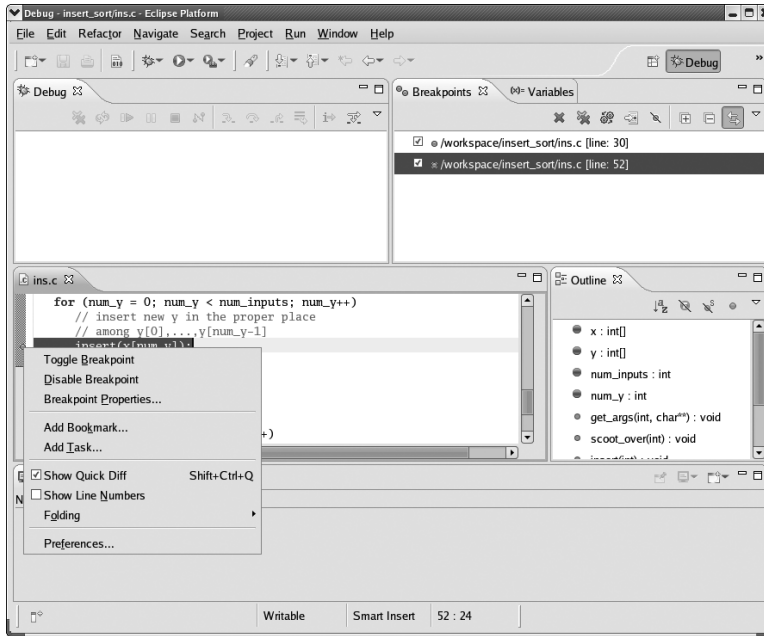 Debug - insert_sort/ins.c - Eclipse Platform
File Edit Refactor Navigate Search Project Run Window Help
Debug
»
Debug
Breakpoints
(x)= Variables
/workspace/insert_sort/ins.c [line: 30]
/workspace/insert_sort/ins.c [line: 52]
ins.c
Outline
for (num_y = 0; num_y < num_inputs; num_y++)
// insert new y in the proper place
// among y[0],...,y[num_y-1]
insert(x[num_y]);
+)
x : int[]
y : int[]
num_inputs : int
num_y : int
get_args(int, char**) : void
scoot_over(int) : void
insert(int) : void
Toggle Breakpoint
Disable Breakpoint
Breakpoint Properties...
Add Bookmark...
Add Task...
Show Quick Diff Shift+Ctrl+Q
Show Line Numbers
Folding
Preferences...
N
Writable
Smart Insert
52 : 24